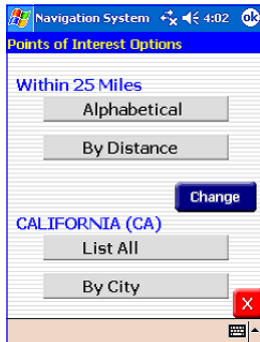 Navigation System 4:02 ok
Points of Interest Options
Within 25 Miles
Alphabetical
By Distance
Change
CALIFORNIA (CA)
List All
By City
X